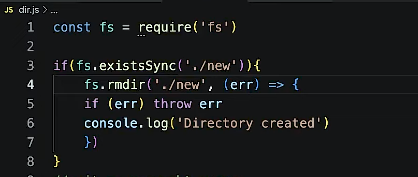 JS dir.js > ...
1 const fs = require('fs')
2
3 if(fs.existsSync('./new')){
4 fs.rmdir('./new', (err) => {
5 if (err) throw err
6 console.log('Directory created')
7 })
8 }